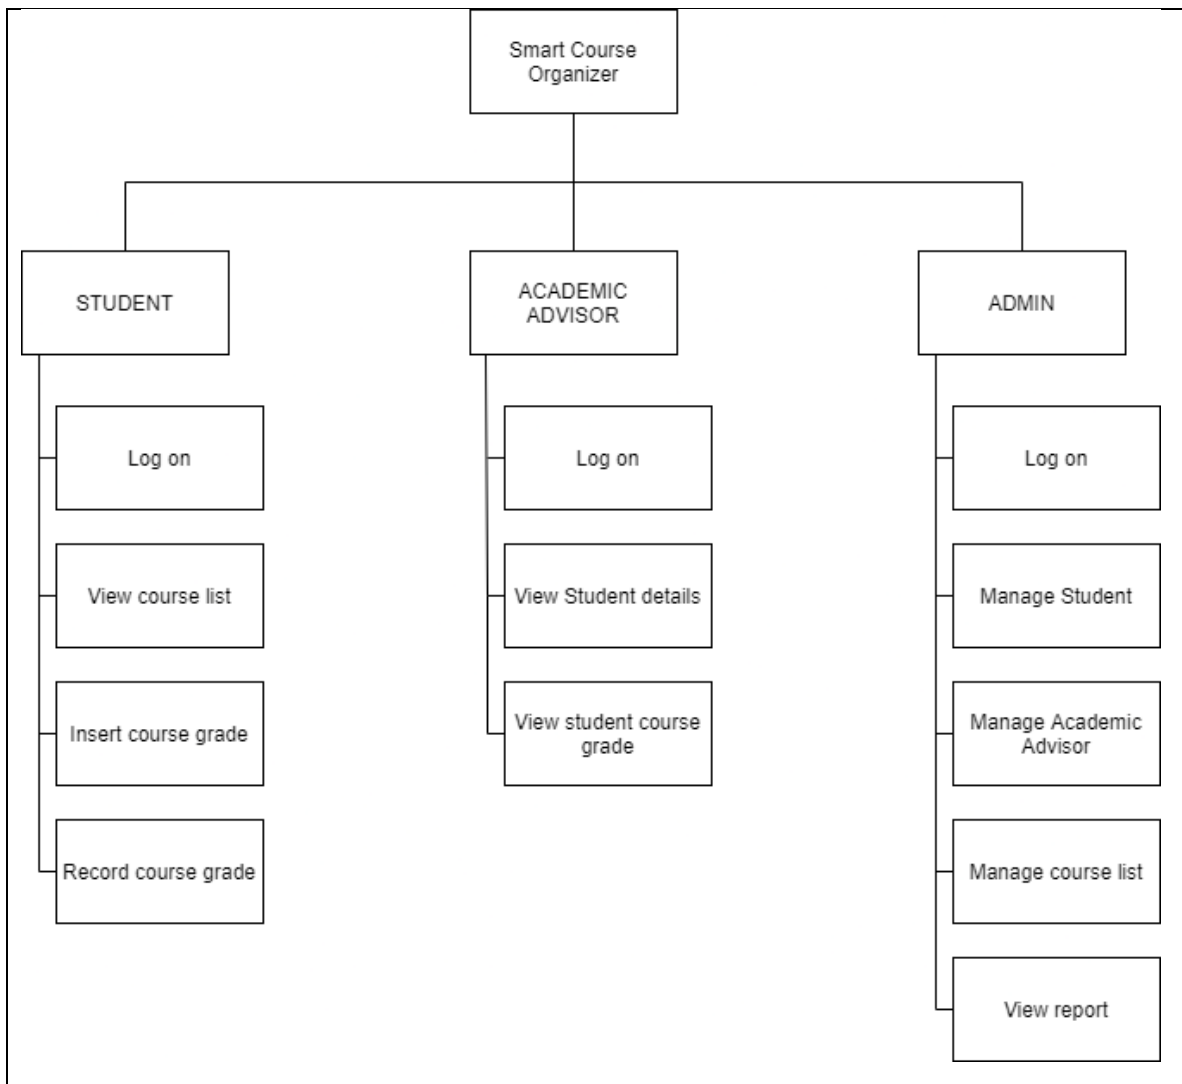 Smart Course
Organizer
STUDENT
ACADEMIC
ADVISOR
ADMIN
Log on
View course list
Insert course grade
Record course grade
Log on
View Student details
View student course
grade
Log on
Manage Student
Manage Academic
Advisor
Manage course list
View report